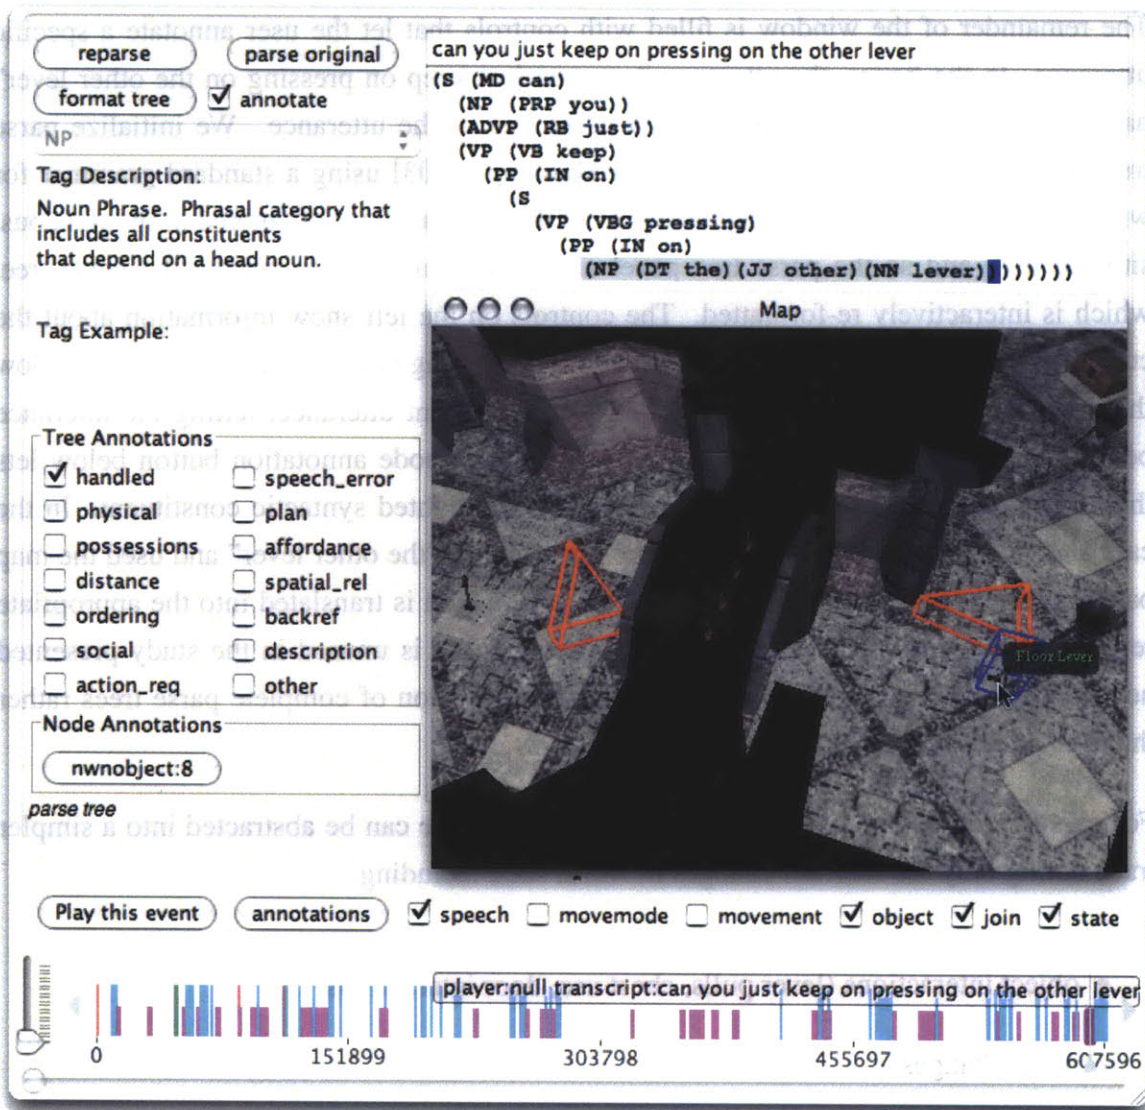 reparse
parse original
format tree
annotate
NP
Tag Description:
Noun Phrase. Phrasal category that
includes all constituents
that depend on a head noun.
Tag Example:
can you just keep on pressing on the other lever
(S (MD can)
(NP (PRP you))
(ADVP (RB just))
(VP (VB keep)
(PP (IN on)
(S
(VP (VBG pressing)
(PP (IN on)
(NP (DT the)(JJ other)(NN lever))))))))
Map
Floor Lever
Tree Annotations
handled
speech_error
physical
plan
possessions
affordance
distance
spatial_rel
ordering
backref
social
description
action_req
other
Node Annotations
nwnobject:8
parse tree
Play this event
annotations
speech
movemode
movement
object
join
state
player:null transcript:can you just keep on pressing on the other lever
0
151899
303798
455697
607596